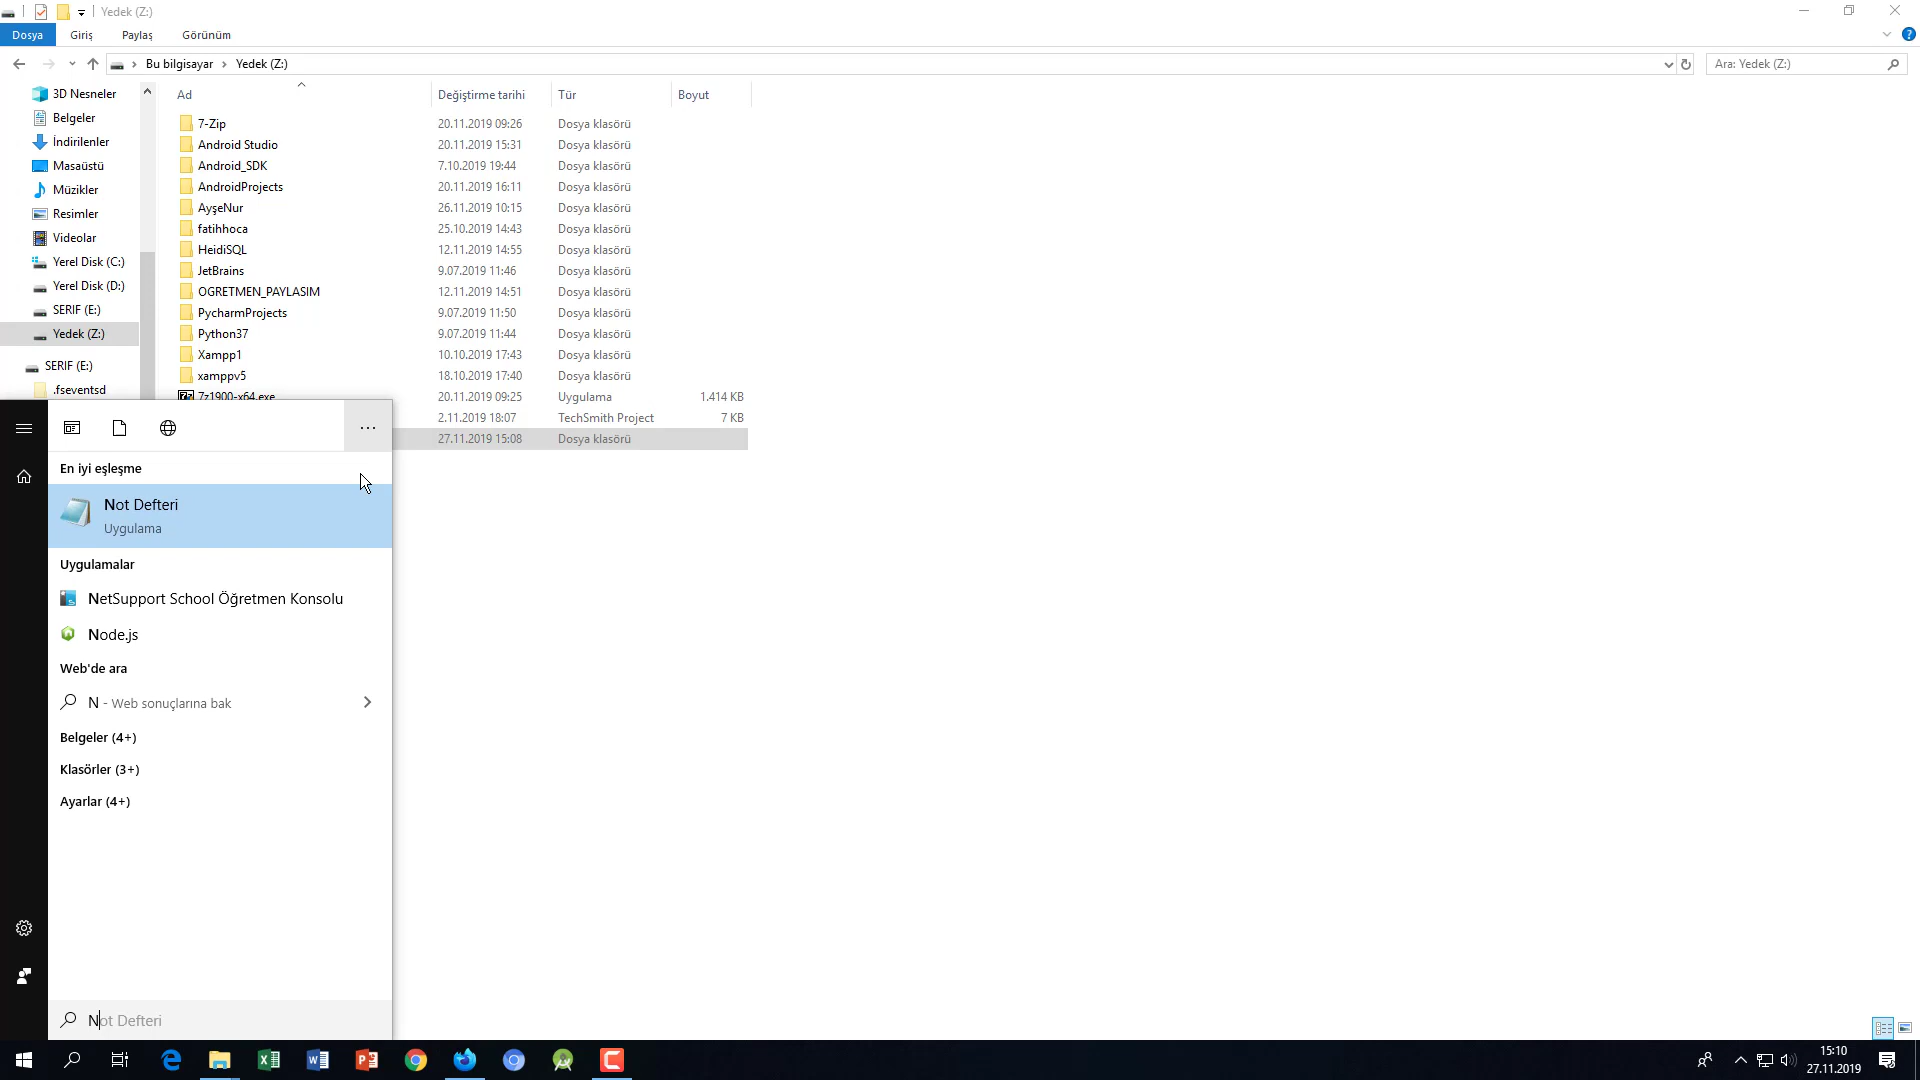 Yedek (Z:)
Dosya Giriş Paylaş Görünüm
Bu bilgisayar Yedek (Z:)
Ara: Yedek (Z:)
3D Nesneler
Belgeler
İndirilenler
Masaüstü
Müzikler
Resimler
Videolar
Yerel Disk (C:)
Yerel Disk (D:)
SERIF (E:)
Yedek (Z:)
SERIF (E:)
.fseventsd
Ad Değiştirme tarihi Tür Boyut
7-Zip 20.11.2019 09:26 Dosya klasörü
Android Studio 20.11.2019 15:31 Dosya klasörü
Android_SDK 7.10.2019 19:44 Dosya klasörü
AndroidProjects 20.11.2019 16:11 Dosya klasörü
AyşeNur 26.11.2019 10:15 Dosya klasörü
fatihhoca 25.10.2019 14:43 Dosya klasörü
HeidiSQL 12.11.2019 14:55 Dosya klasörü
JetBrains 9.07.2019 11:46 Dosya klasörü
OGRETMEN_PAYLASIM 12.11.2019 14:51 Dosya klasörü
PycharmProjects 9.07.2019 11:50 Dosya klasörü
Python37 9.07.2019 11:44 Dosya klasörü
Xampp1 10.10.2019 17:43 Dosya klasörü
xamppv5 18.10.2019 17:40 Dosya klasörü
7z1900-x64.exe 20.11.2019 09:25 Uygulama 1.414 KB
2.11.2019 18:07 TechSmith Project 7 KB
27.11.2019 15:08 Dosya klasörü
En iyi eşleşme
Not Defteri
Uygulama
Uygulamalar
NetSupport School Öğretmen Konsolu
Node.js
Web'de ara
N - Web sonuçlarına bak
Belgeler (4+)
Klasörler (3+)
Ayarlar (4+)
Not Defteri
15:10
27.11.2019